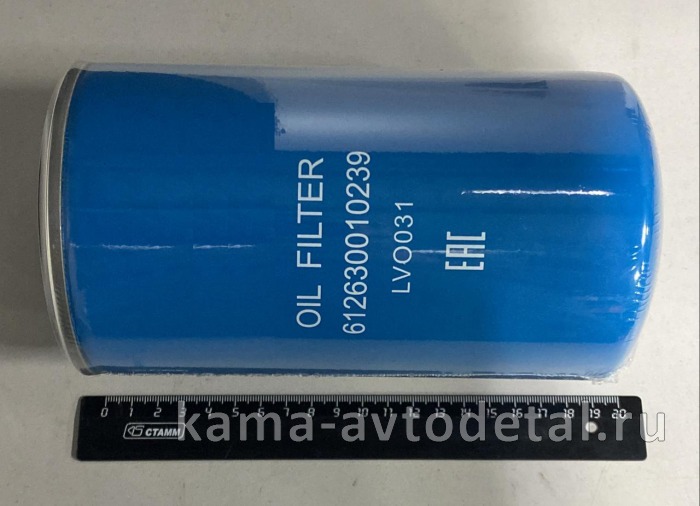 OIL FILTER
612630010239
LVO031
EAC
0 1 2 3 4 5 6 7 8 9 10 11 12 13 14 15 16 17 18 19 20
СТАММ
kama-avtodetal.ru